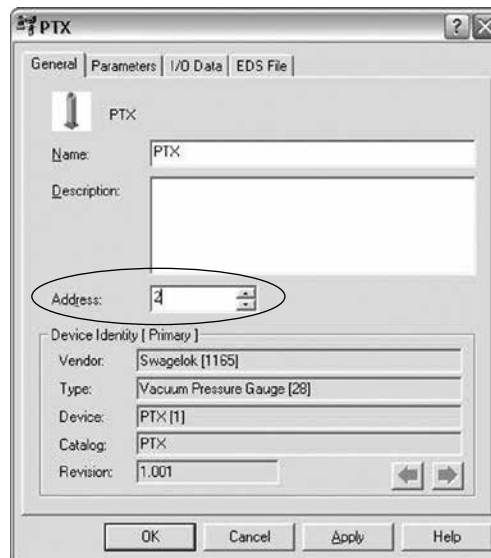 PTX
General Parameters I/O Data EDS File
PTX
Name: PTX
Description:
Address: 2
Device Identity [ Primary ]
Vendor: Swagelok [1165]
Type: Vacuum Pressure Gauge [28]
Device: PTX [1]
Catalog: PTX
Revision: 1.001
OK Cancel Apply Help